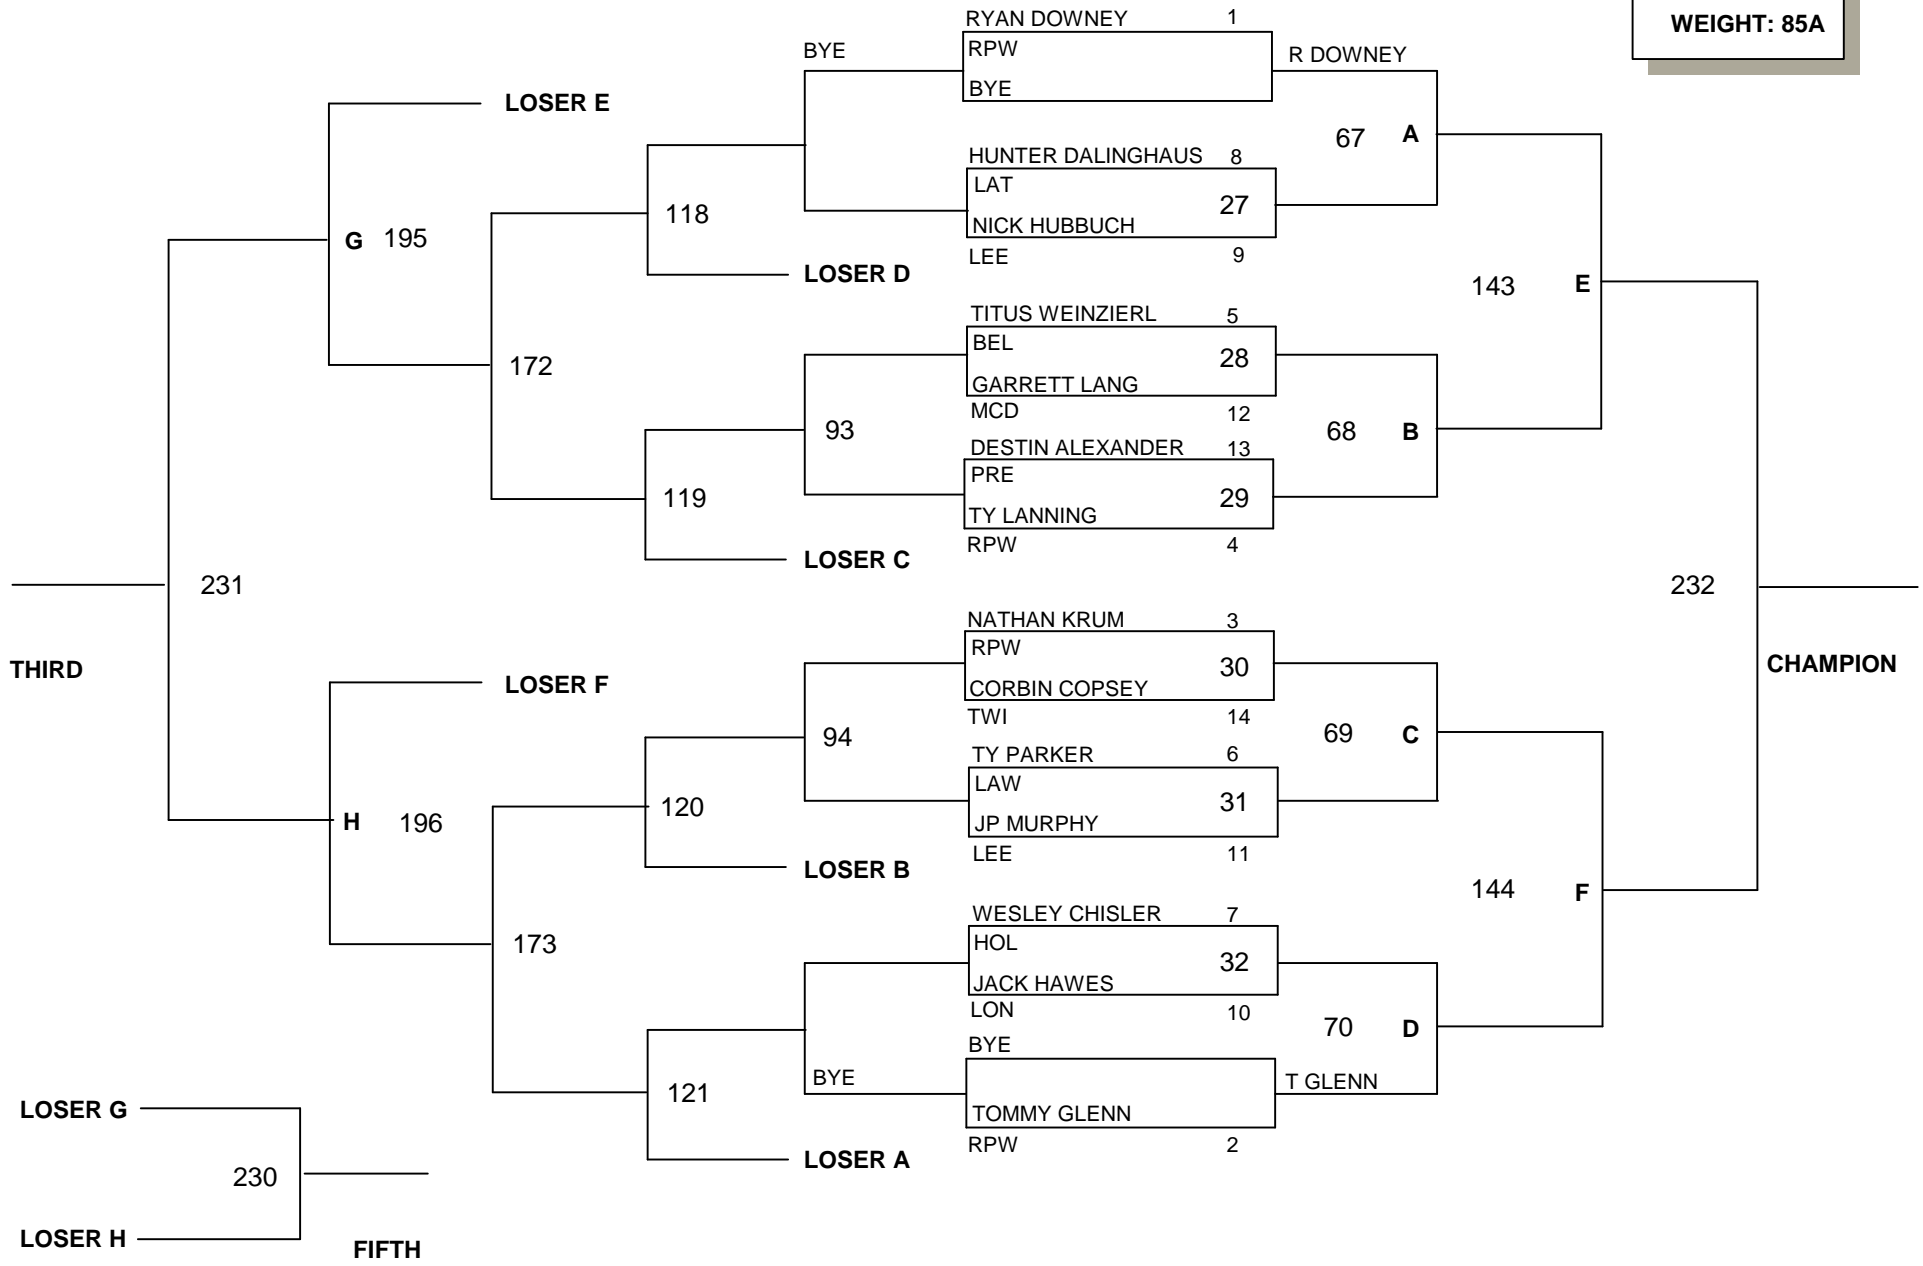 WEIGHT: 85A
RYAN DOWNEY 1
RPW
BYE
BYE
R DOWNEY
67 A
HUNTER DALINGHAUS 8
LAT
27
NICK HUBBUCH
LEE 9
LOSER E
G 195
118
LOSER D
143 E
TITUS WEINZIERL 5
BEL
28
GARRETT LANG
MCD 12
172
93
68 B
DESTIN ALEXANDER 13
PRE
29
TY LANNING
RPW 4
119
LOSER C
231
232
THIRD
CHAMPION
NATHAN KRUM 3
RPW
30
CORBIN COPSEY
TWI 14
LOSER F
94
69 C
TY PARKER 6
LAW
31
JP MURPHY
LEE 11
H 196
120
LOSER B
144 F
WESLEY CHISLER 7
HOL
32
JACK HAWES
LON 10
173
70 D
BYE
BYE
T GLENN
TOMMY GLENN
RPW 2
121
LOSER A
LOSER G
230
LOSER H
FIFTH